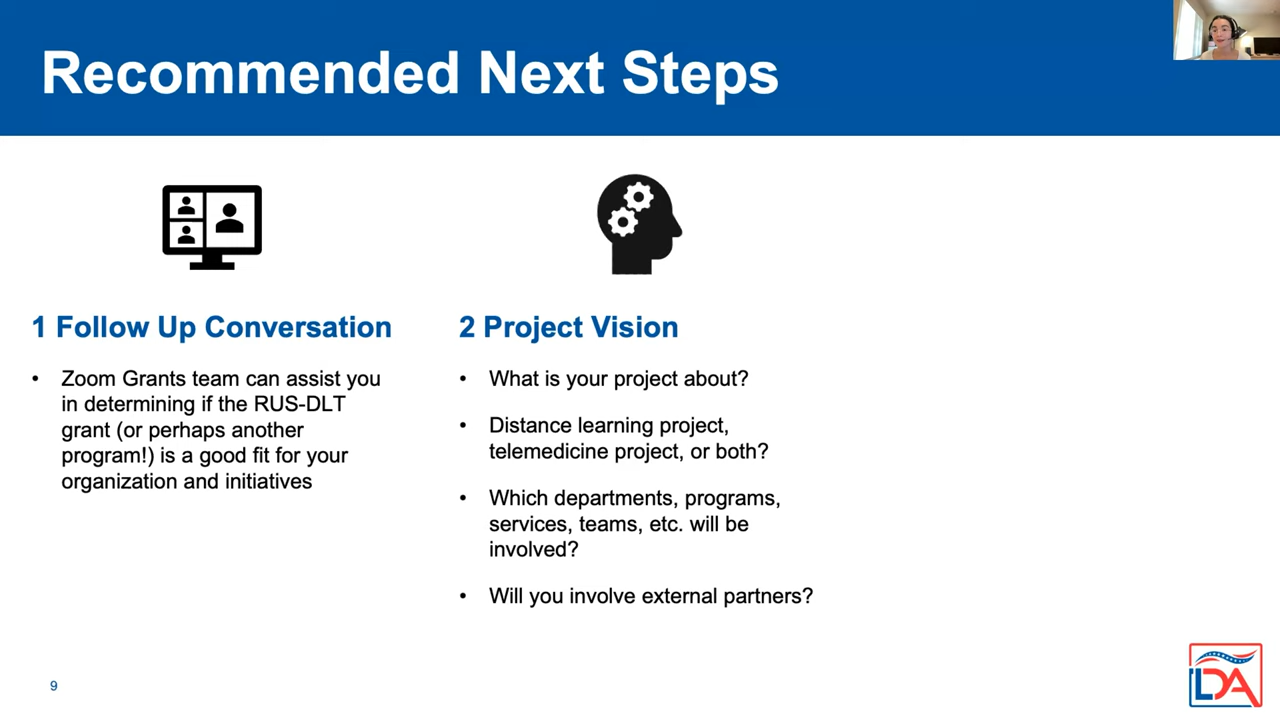 Recommended Next Steps
1 Follow Up Conversation
• Zoom Grants team can assist you
in determining if the RUS-DLT
grant (or perhaps another
program!) is a good fit for your
organization and initiatives
2 Project Vision
• What is your project about?
• Distance learning project,
telemedicine project, or both?
• Which departments, programs,
services, teams, etc. will be
involved?
• Will you involve external partners?
9
LDA